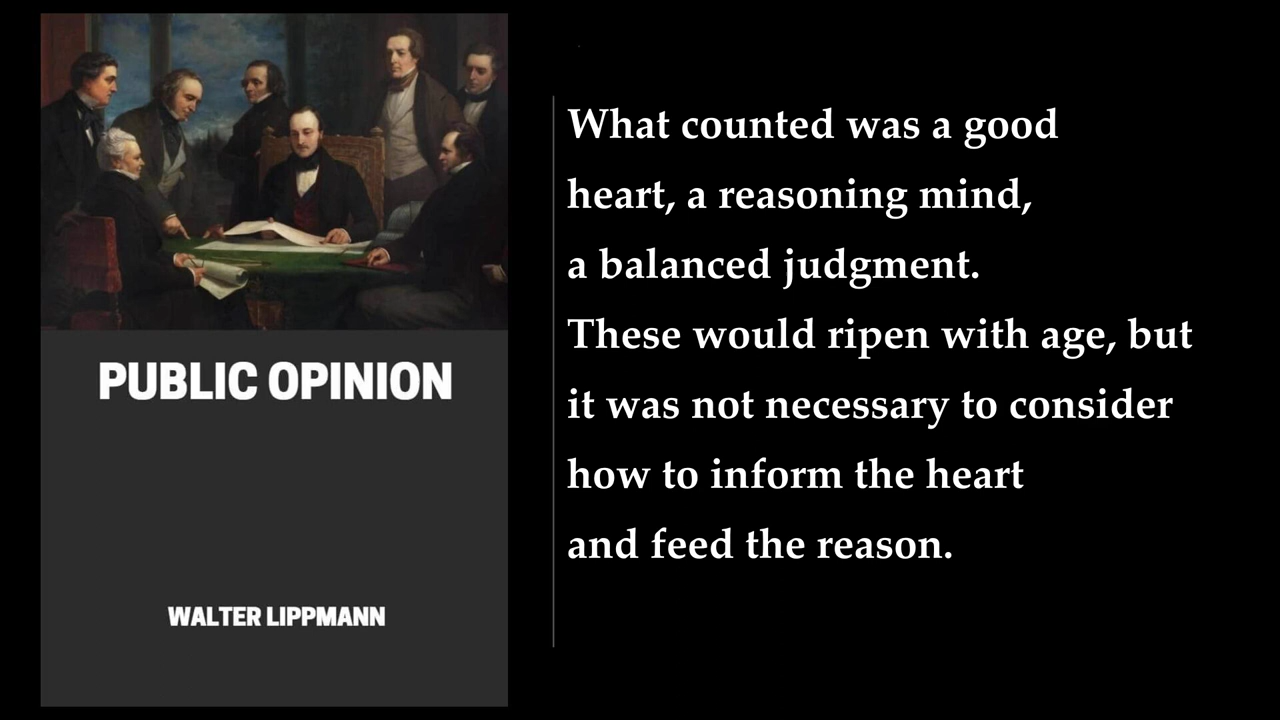 PUBLIC OPINION
WALTER LIPPMANN
What counted was a good
heart, a reasoning mind,
a balanced judgment.
These would ripen with age, but
it was not necessary to consider
how to inform the heart
and feed the reason.